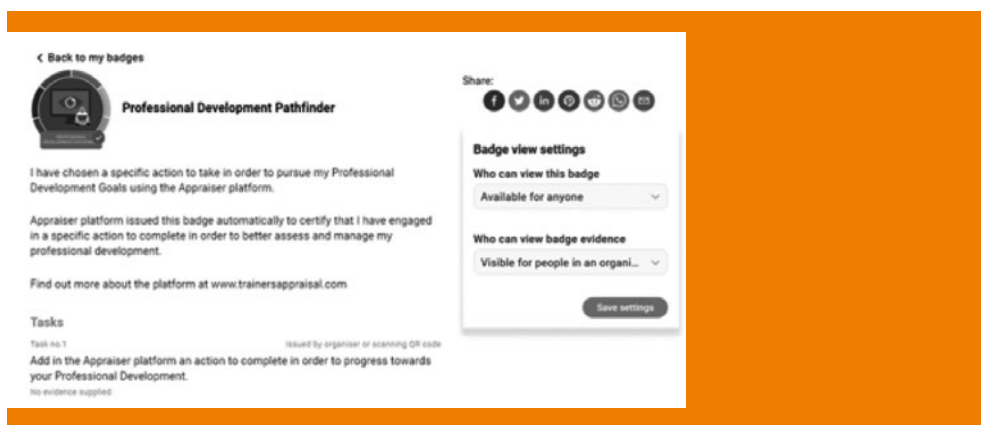 < Back to my badges
Professional Development Pathfinder
I have chosen a specific action to take in order to pursue my Professional
Development Goals using the Appraiser platform.
Appraiser platform issued this badge automatically to certify that I have engaged
in a specific action to complete in order to better assess and manage my
professional development.
Find out more about the platform at www.trainersappraisal.com
Tasks
Task no.1 Issued by organiser or scanning QR code
Add in the Appraiser platform an action to complete in order to progress towards
your Professional Development.
No evidence supplied
Share:
Badge view settings
Who can view this badge
Available for anyone
Who can view badge evidence
Visible for people in an organi...
Save settings